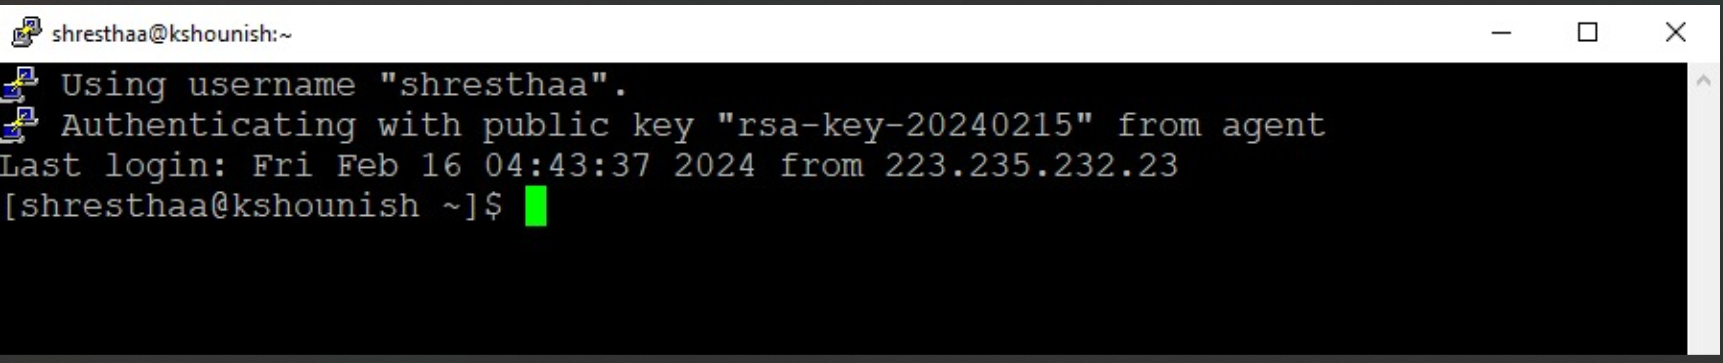 shresthaa@kshounish:~
Using username "shresthaa".
Authenticating with public key "rsa-key-20240215" from agent
Last login: Fri Feb 16 04:43:37 2024 from 223.235.232.23
[shresthaa@kshounish ~]$